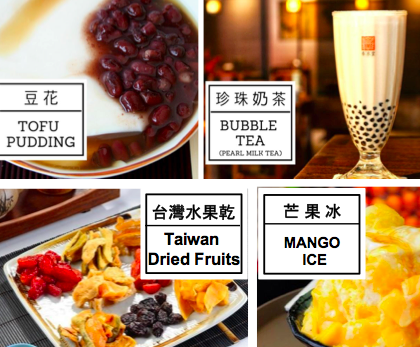 豆花
TOFU
PUDDING
珍珠奶茶
BUBBLE
TEA
(PEARL MILK TEA)
台灣水果乾
Taiwan
Dried Fruits
芒果冰
MANGO
ICE